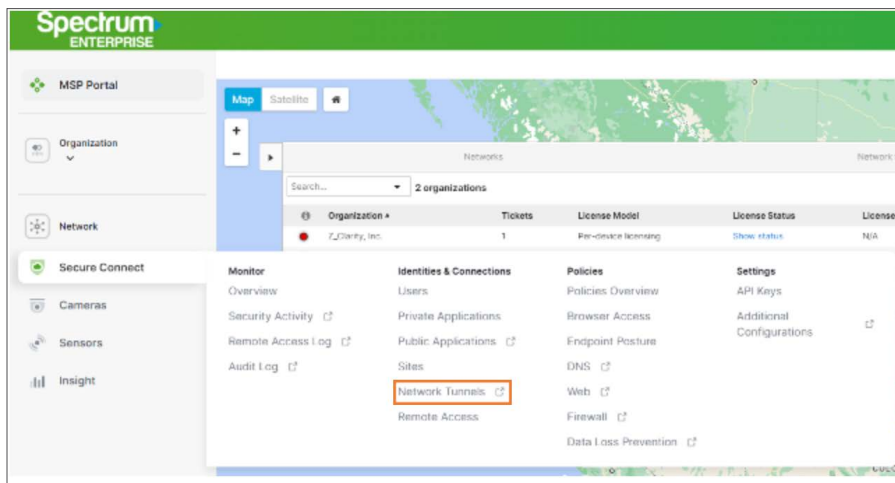 Spectrum
ENTERPRISE
MSP Portal
Organization
Network
Secure Connect
Cameras
Sensors
Insight
Map Satellite
+
−
Networks Network
Search... 2 organizations
Organization Tickets License Model License Status License
Z_Clarity, Inc. 1 Per-device licensing Show status N/A
Monitor
Overview
Security Activity
Remote Access Log
Audit Log
Identities & Connections
Users
Private Applications
Public Applications
Sites
Network Tunnels
Remote Access
Policies
Policies Overview
Browser Access
Endpoint Posture
DNS
Web
Firewall
Data Loss Prevention
Settings
API Keys
Additional
Configurations